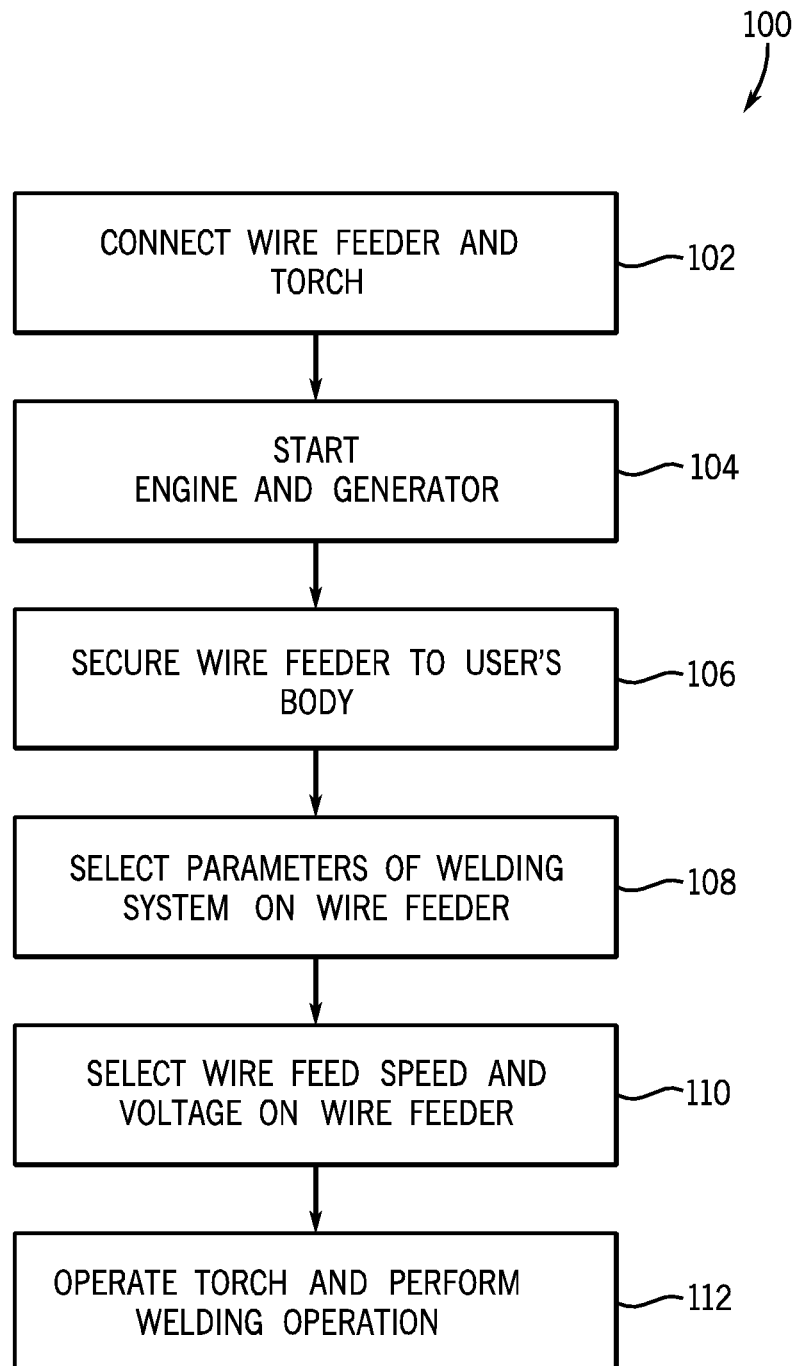 100
CONNECT WIRE FEEDER AND
TORCH
102
START
ENGINE AND GENERATOR
104
SECURE WIRE FEEDER TO USER'S
BODY
106
SELECT PARAMETERS OF WELDING
SYSTEM ON WIRE FEEDER
108
SELECT WIRE FEED SPEED AND
VOLTAGE ON WIRE FEEDER
110
OPERATE TORCH AND PERFORM
WELDING OPERATION
112